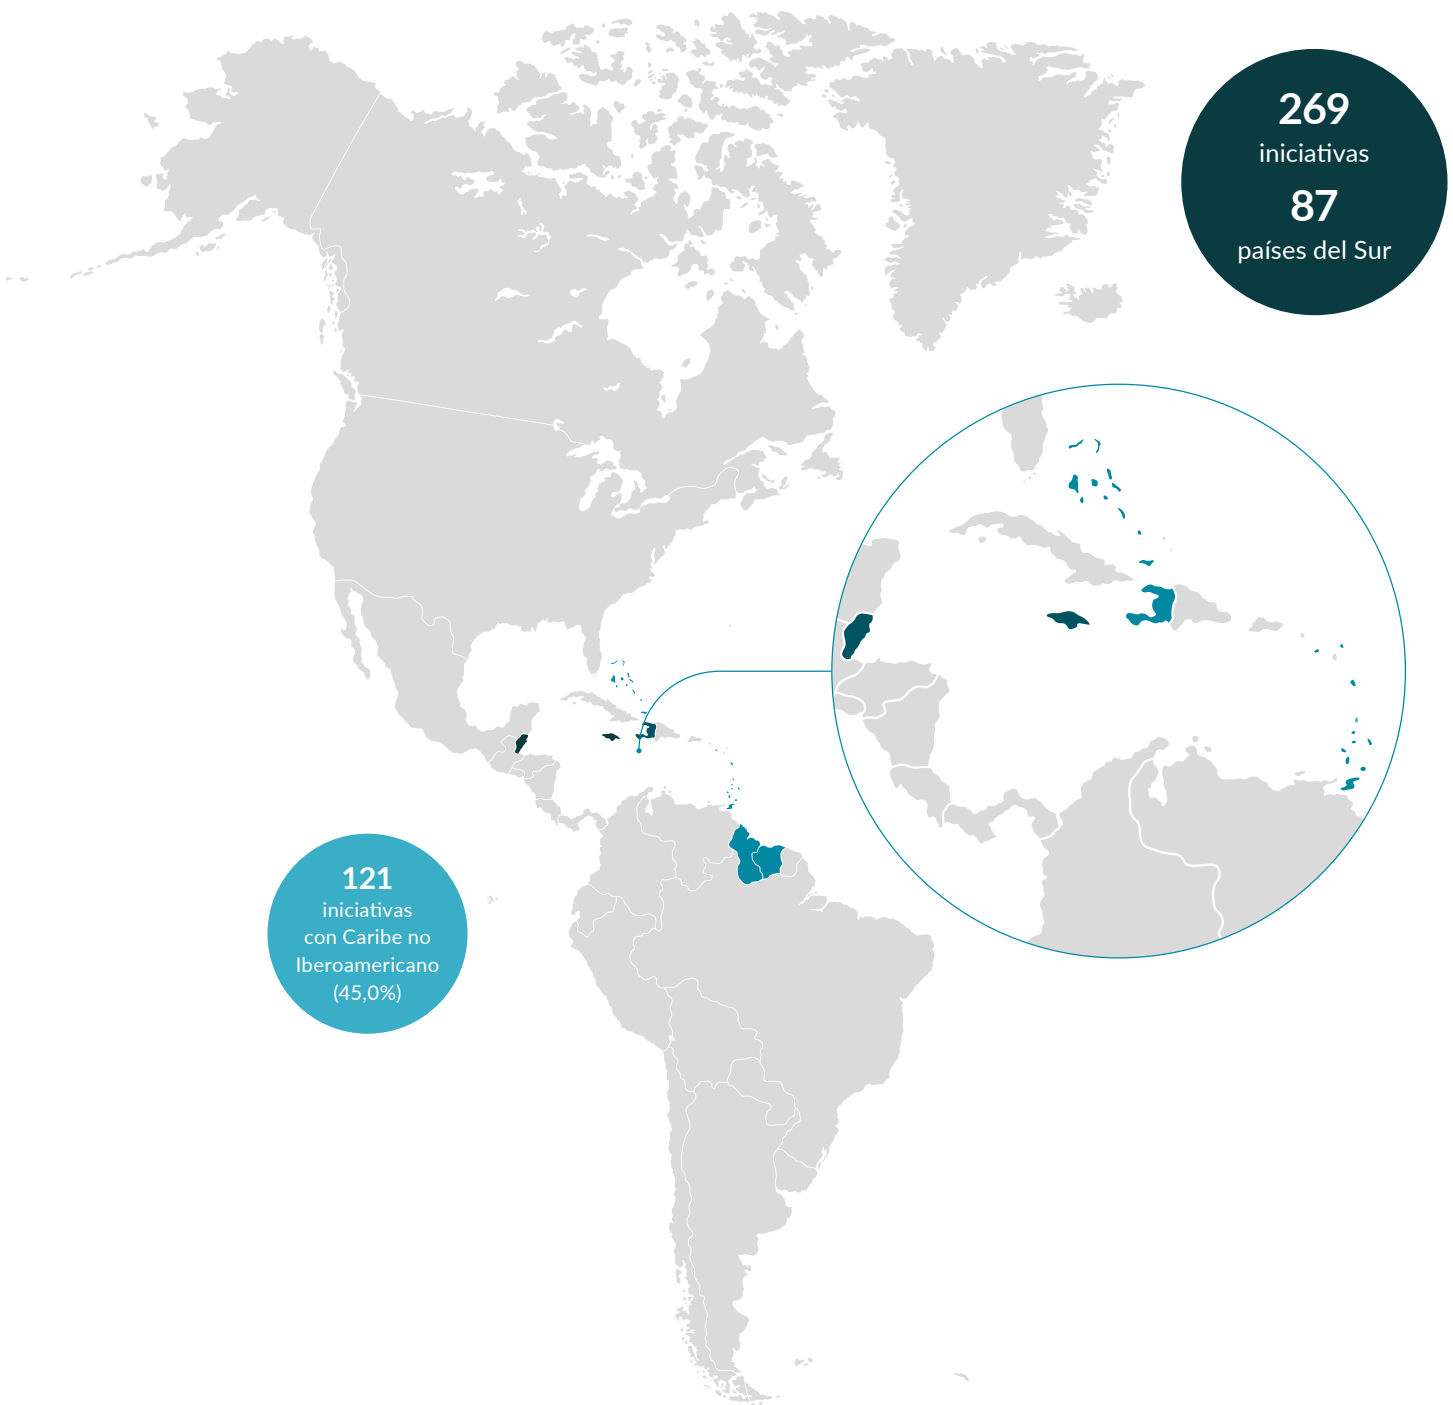 269
iniciativas
87
países del Sur
121
iniciativas
con Caribe no
Iberoamericano
(45,0%)